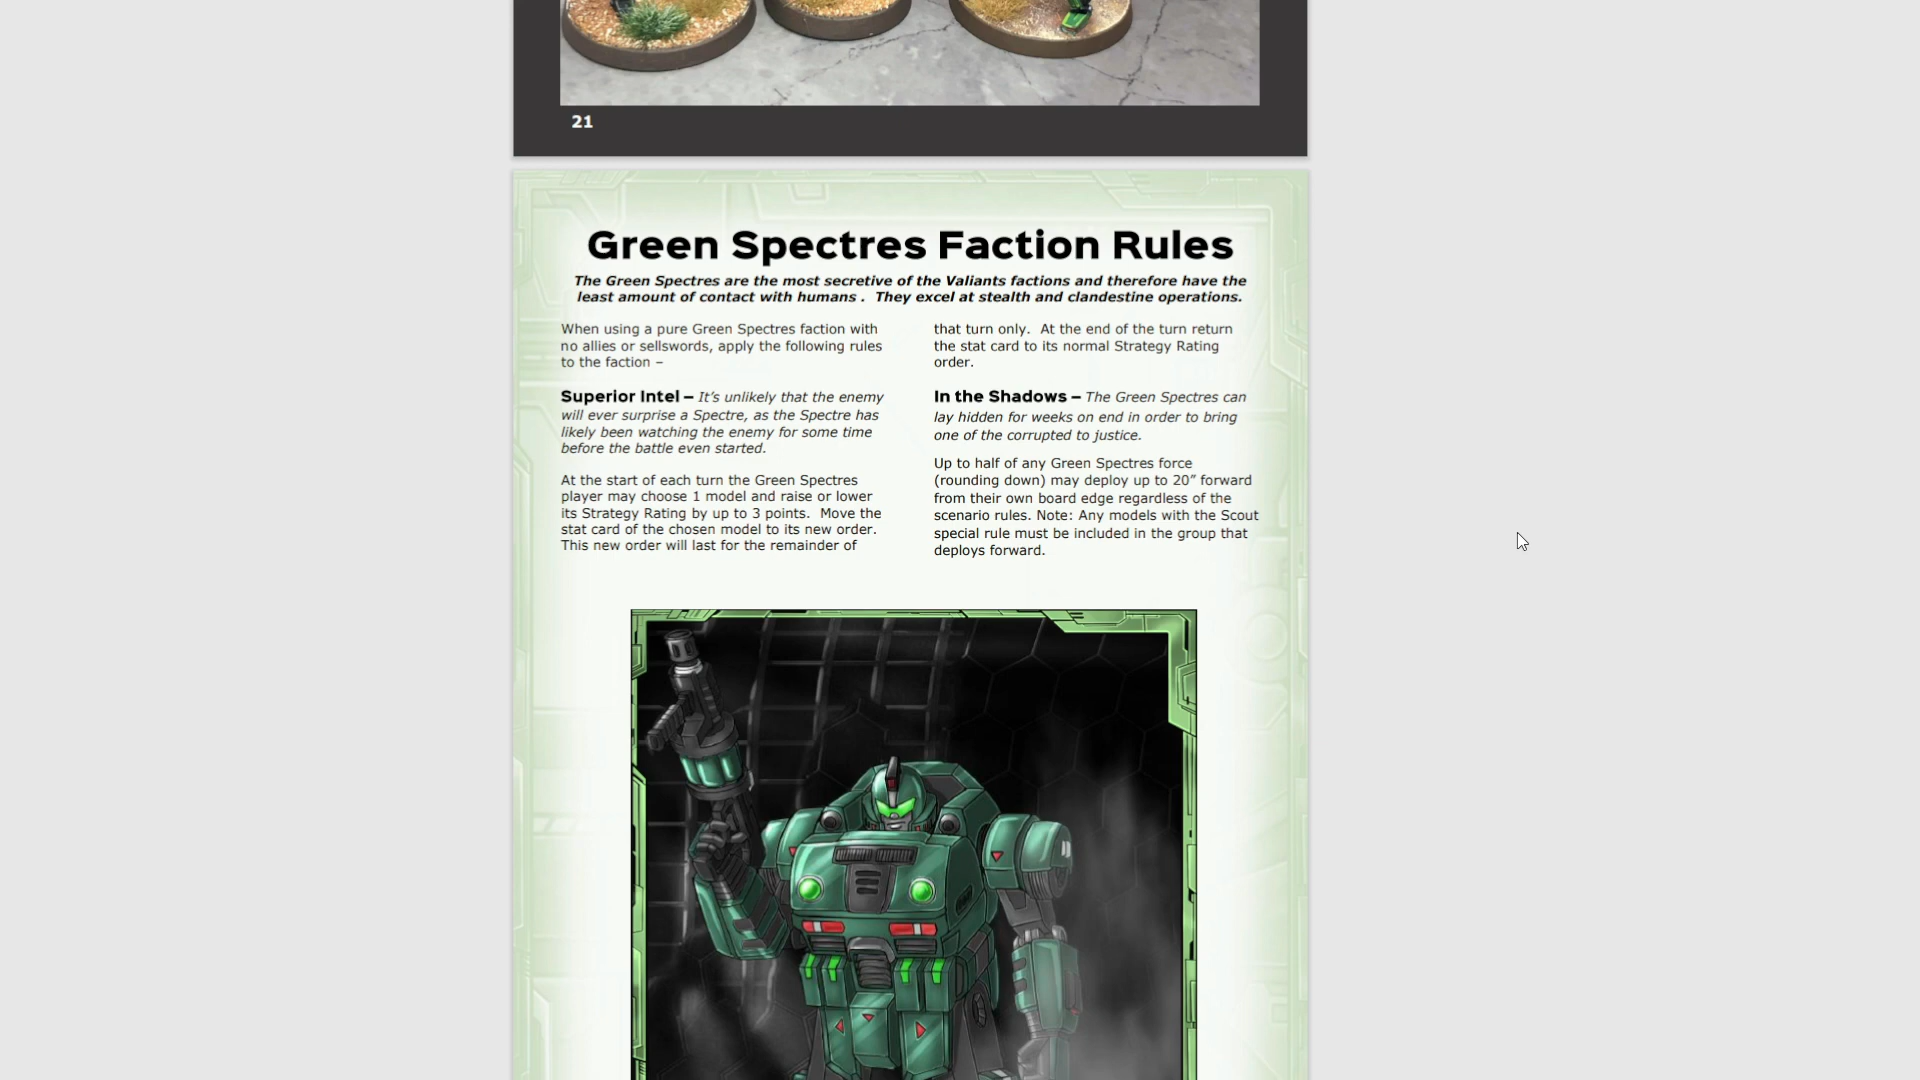 21
Green Spectres Faction Rules
The Green Spectres are the most secretive of the Valiants factions and therefore have the
least amount of contact with humans .  They excel at stealth and clandestine operations.
When using a pure Green Spectres faction with
no allies or sellswords, apply the following rules
to the faction –
Superior Intel – It’s unlikely that the enemy
will ever surprise a Spectre, as the Spectre has
likely been watching the enemy for some time
before the battle even started.
At the start of each turn the Green Spectres
player may choose 1 model and raise or lower
its Strategy Rating by up to 3 points.  Move the
stat card of the chosen model to its new order.
This new order will last for the remainder of
that turn only.  At the end of the turn return
the stat card to its normal Strategy Rating
order.
In the Shadows – The Green Spectres can
lay hidden for weeks on end in order to bring
one of the corrupted to justice.
Up to half of any Green Spectres force
(rounding down) may deploy up to 20” forward
from their own board edge regardless of the
scenario rules. Note: Any models with the Scout
special rule must be included in the group that
deploys forward.